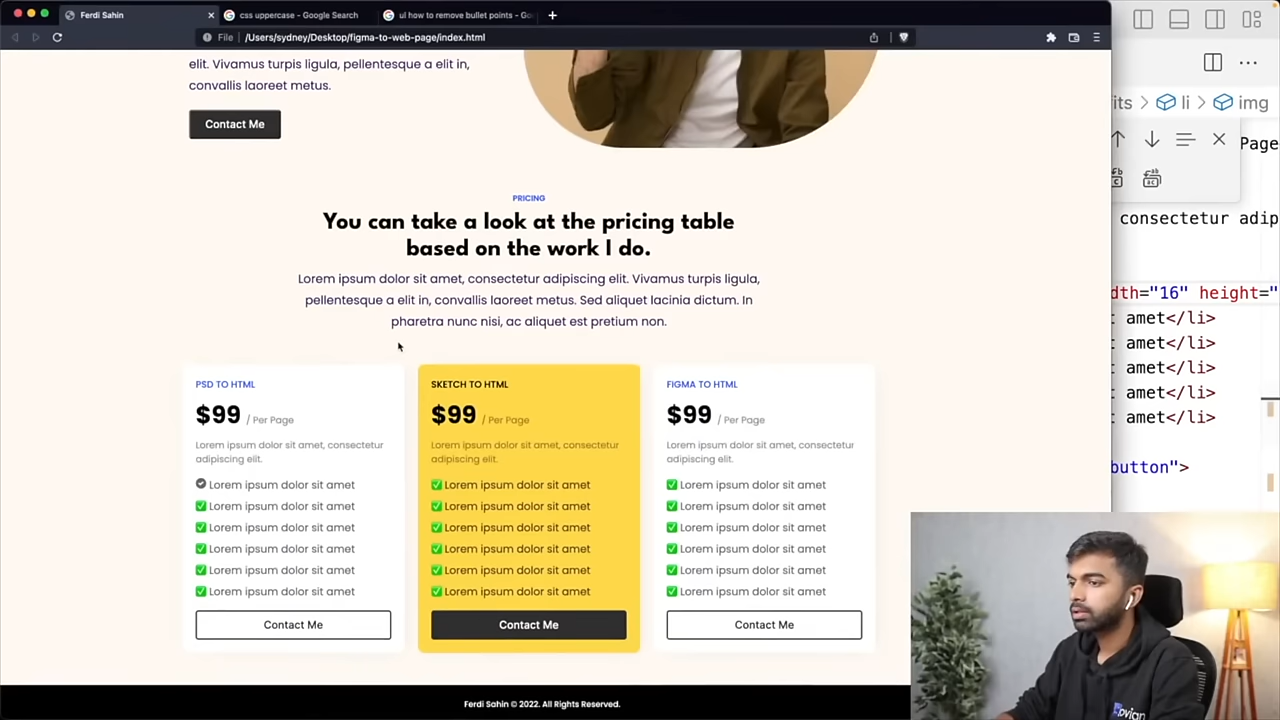 Ferdi Sahin
css uppercase - Google Search
ul how to remove bullet points - Go
File /Users/sydney/Desktop/figma-to-web-page/index.html
elit. Vivamus turpis ligula, pellentesque a elit in,
convallis laoreet metus.
Contact Me
PRICING
You can take a look at the pricing table
based on the work I do.
Lorem ipsum dolor sit amet, consectetur adipiscing elit. Vivamus turpis ligula,
pellentesque a elit in, convallis laoreet metus. Sed aliquet lacinia dictum. In
pharetra nunc nisi, ac aliquet est pretium non.
PSD TO HTML
$99 / Per Page
Lorem ipsum dolor sit amet, consectetur
adipiscing elit.
Lorem ipsum dolor sit amet
Lorem ipsum dolor sit amet
Lorem ipsum dolor sit amet
Lorem ipsum dolor sit amet
Lorem ipsum dolor sit amet
Lorem ipsum dolor sit amet
Contact Me
SKETCH TO HTML
$99 / Per Page
Lorem ipsum dolor sit amet, consectetur
adipiscing elit.
Lorem ipsum dolor sit amet
Lorem ipsum dolor sit amet
Lorem ipsum dolor sit amet
Lorem ipsum dolor sit amet
Lorem ipsum dolor sit amet
Lorem ipsum dolor sit amet
Contact Me
FIGMA TO HTML
$99 / Per Page
Lorem ipsum dolor sit amet, consectetur
adipiscing elit.
Lorem ipsum dolor sit amet
Lorem ipsum dolor sit amet
Lorem ipsum dolor sit amet
Lorem ipsum dolor sit amet
Lorem ipsum dolor sit amet
Lorem ipsum dolor sit amet
Contact Me
Ferdi Sahin © 2022. All Rights Reserved.
its > li > img
Page
consectetur adip
dth="16" height="
t amet</li>
t amet</li>
t amet</li>
t amet</li>
t amet</li>
button">